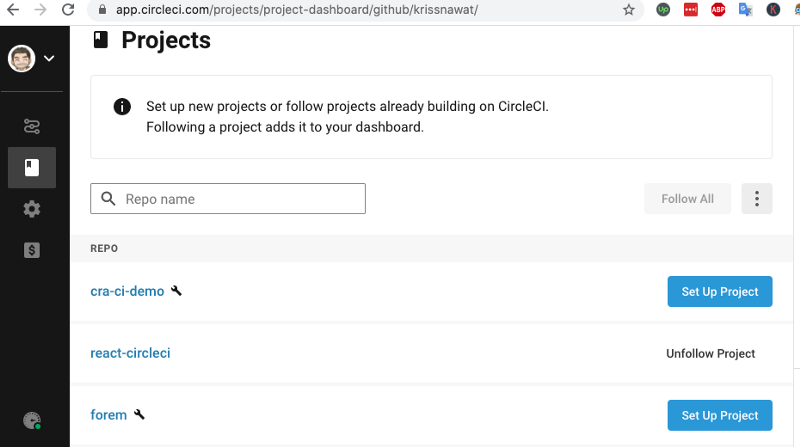 app.circleci.com/projects/project-dashboard/github/krissnawat/
Up
ABP
K
Projects
Set up new projects or follow projects already building on CircleCI.
Following a project adds it to your dashboard.
Repo name
Follow All
REPO
cra-ci-demo
Set Up Project
react-circleci
Unfollow Project
forem
Set Up Project